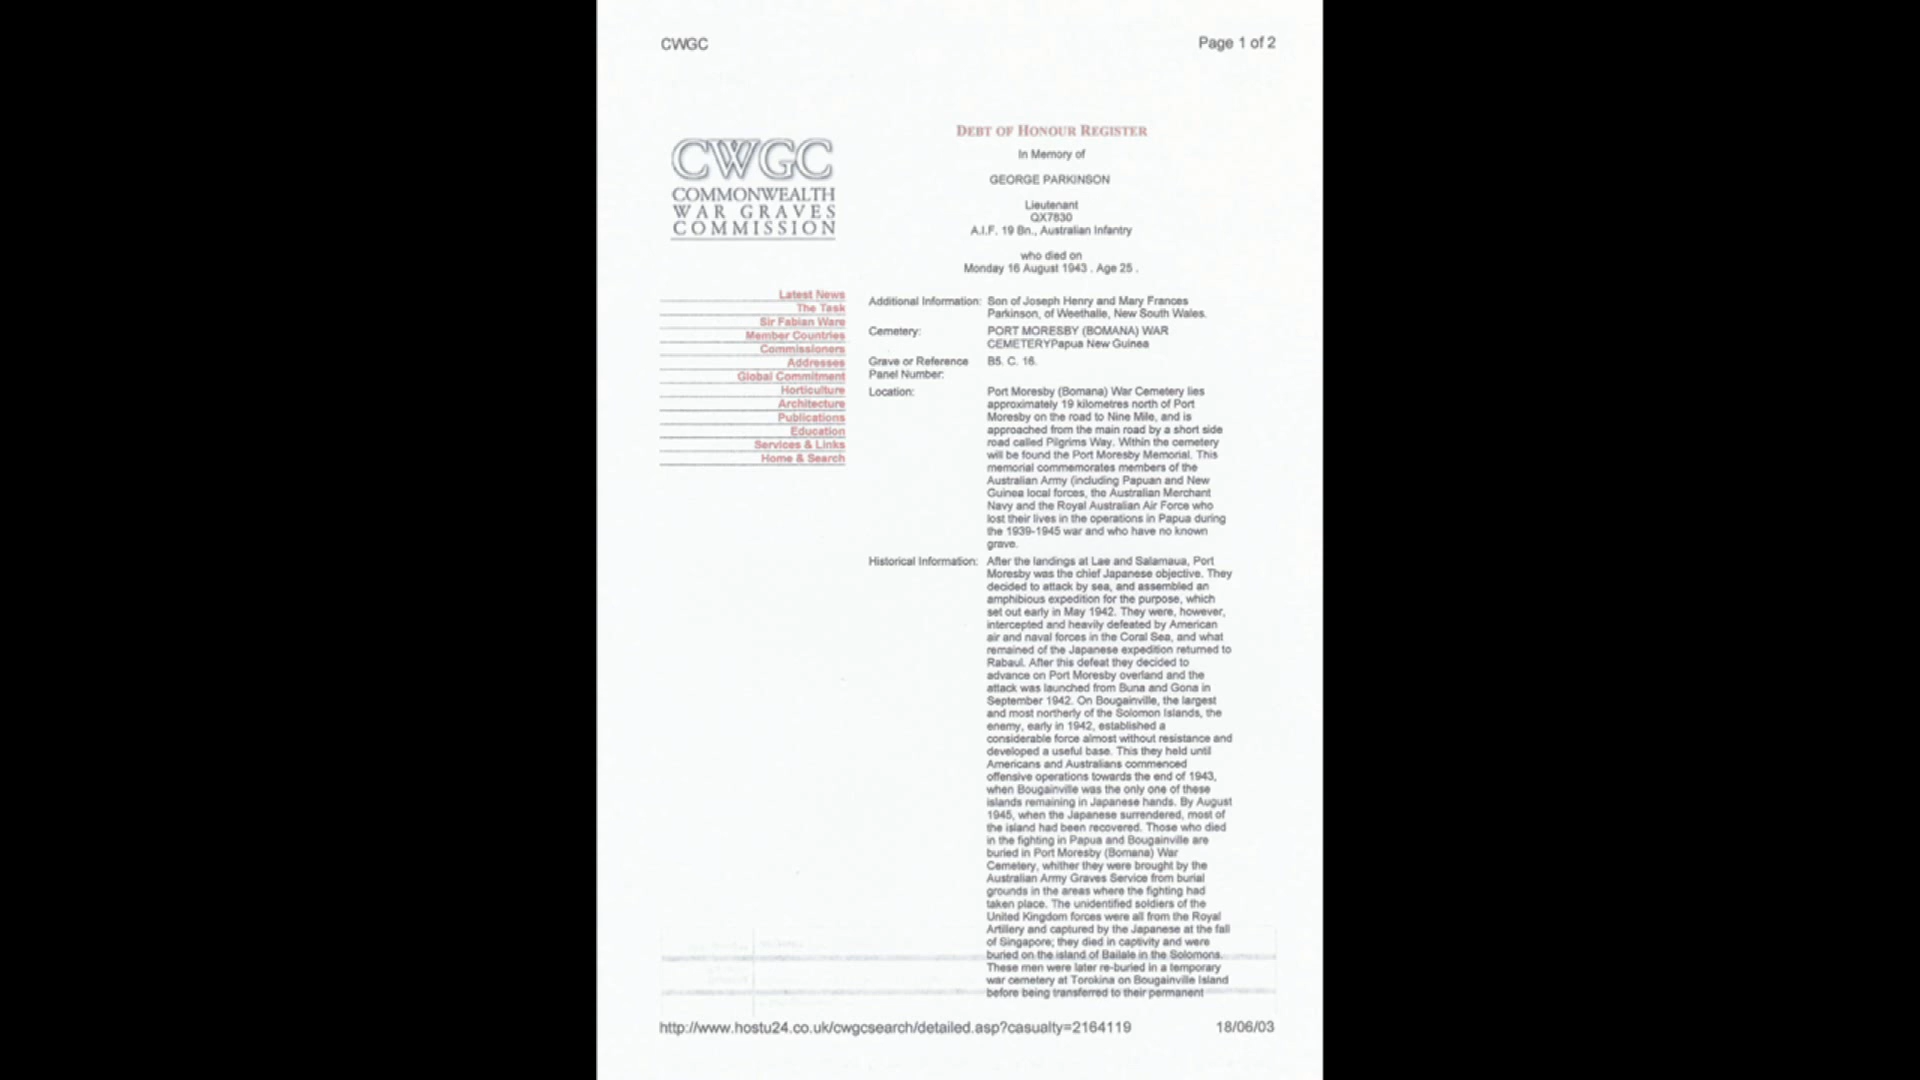 CWGC
Page 1 of 2
CWGC
COMMONWEALTH
WAR GRAVES
COMMISSION
DEBT OF HONOUR REGISTER
In Memory of
GEORGE PARKINSON
Lieutenant
QX7830
A.I.F. 19 Bn., Australian Infantry
who died on
Monday 16 August 1943 . Age 25 .
Latest News
The Task
Sir Fabian Ware
Member Countries
Commissioners
Addresses
Global Commitment
Horticulture
Architecture
Publications
Education
Services & Links
Home & Search
Additional Information: Son of Joseph Henry and Mary Frances
Parkinson, of Weethalle, New South Wales.
Cemetery: PORT MORESBY (BOMANA) WAR
CEMETERYPapua New Guinea
Grave or Reference B5. C. 16.
Panel Number:
Location: Port Moresby (Bomana) War Cemetery lies
approximately 19 kilometres north of Port
Moresby on the road to Nine Mile, and is
approached from the main road by a short side
road called Pilgrims Way. Within the cemetery
will be found the Port Moresby Memorial. This
memorial commemorates members of the
Australian Army (including Papuan and New
Guinea local forces, the Australian Merchant
Navy and the Royal Australian Air Force who
lost their lives in the operations in Papua during
the 1939-1945 war and who have no known
grave.
Historical Information: After the landings at Lae and Salamaua, Port
Moresby was the chief Japanese objective. They
decided to attack by sea, and assembled an
amphibious expedition for the purpose, which
set out early in May 1942. They were, however,
intercepted and heavily defeated by American
air and naval forces in the Coral Sea, and what
remained of the Japanese expedition returned to
Rabaul. After this defeat they decided to
advance on Port Moresby overland and the
attack was launched from Buna and Gona in
September 1942. On Bougainville, the largest
and most northerly of the Solomon Islands, the
enemy, early in 1942, established a
considerable force almost without resistance and
developed a useful base. This they held until
Americans and Australians commenced
offensive operations towards the end of 1943,
when Bougainville was the only one of these
islands remaining in Japanese hands. By August
1945, when the Japanese surrendered, most of
the island had been recovered. Those who died
in the fighting in Papua and Bougainville are
buried in Port Moresby (Bomana) War
Cemetery, whither they were brought by the
Australian Army Graves Service from burial
grounds in the areas where the fighting had
taken place. The unidentified soldiers of the
United Kingdom forces were all from the Royal
Artillery and captured by the Japanese at the fall
of Singapore; they died in captivity and were
buried on the island of Bailale in the Solomons.
These men were later re-buried in a temporary
war cemetery at Torokina on Bougainville Island
before being transferred to their permanent
http://www.hostu24.co.uk/cwgcsearch/detailed.asp?casualty=2164119
18/06/03